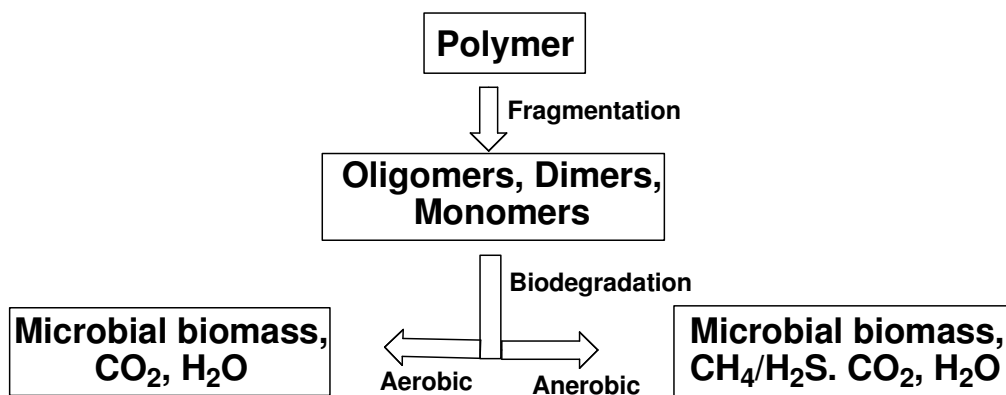 Polymer
Fragmentation
Oligomers, Dimers,
Monomers
Biodegradation
Microbial biomass,
CO₂, H₂O
Aerobic
Anerobic
Microbial biomass,
CH₄/H₂S. CO₂, H₂O